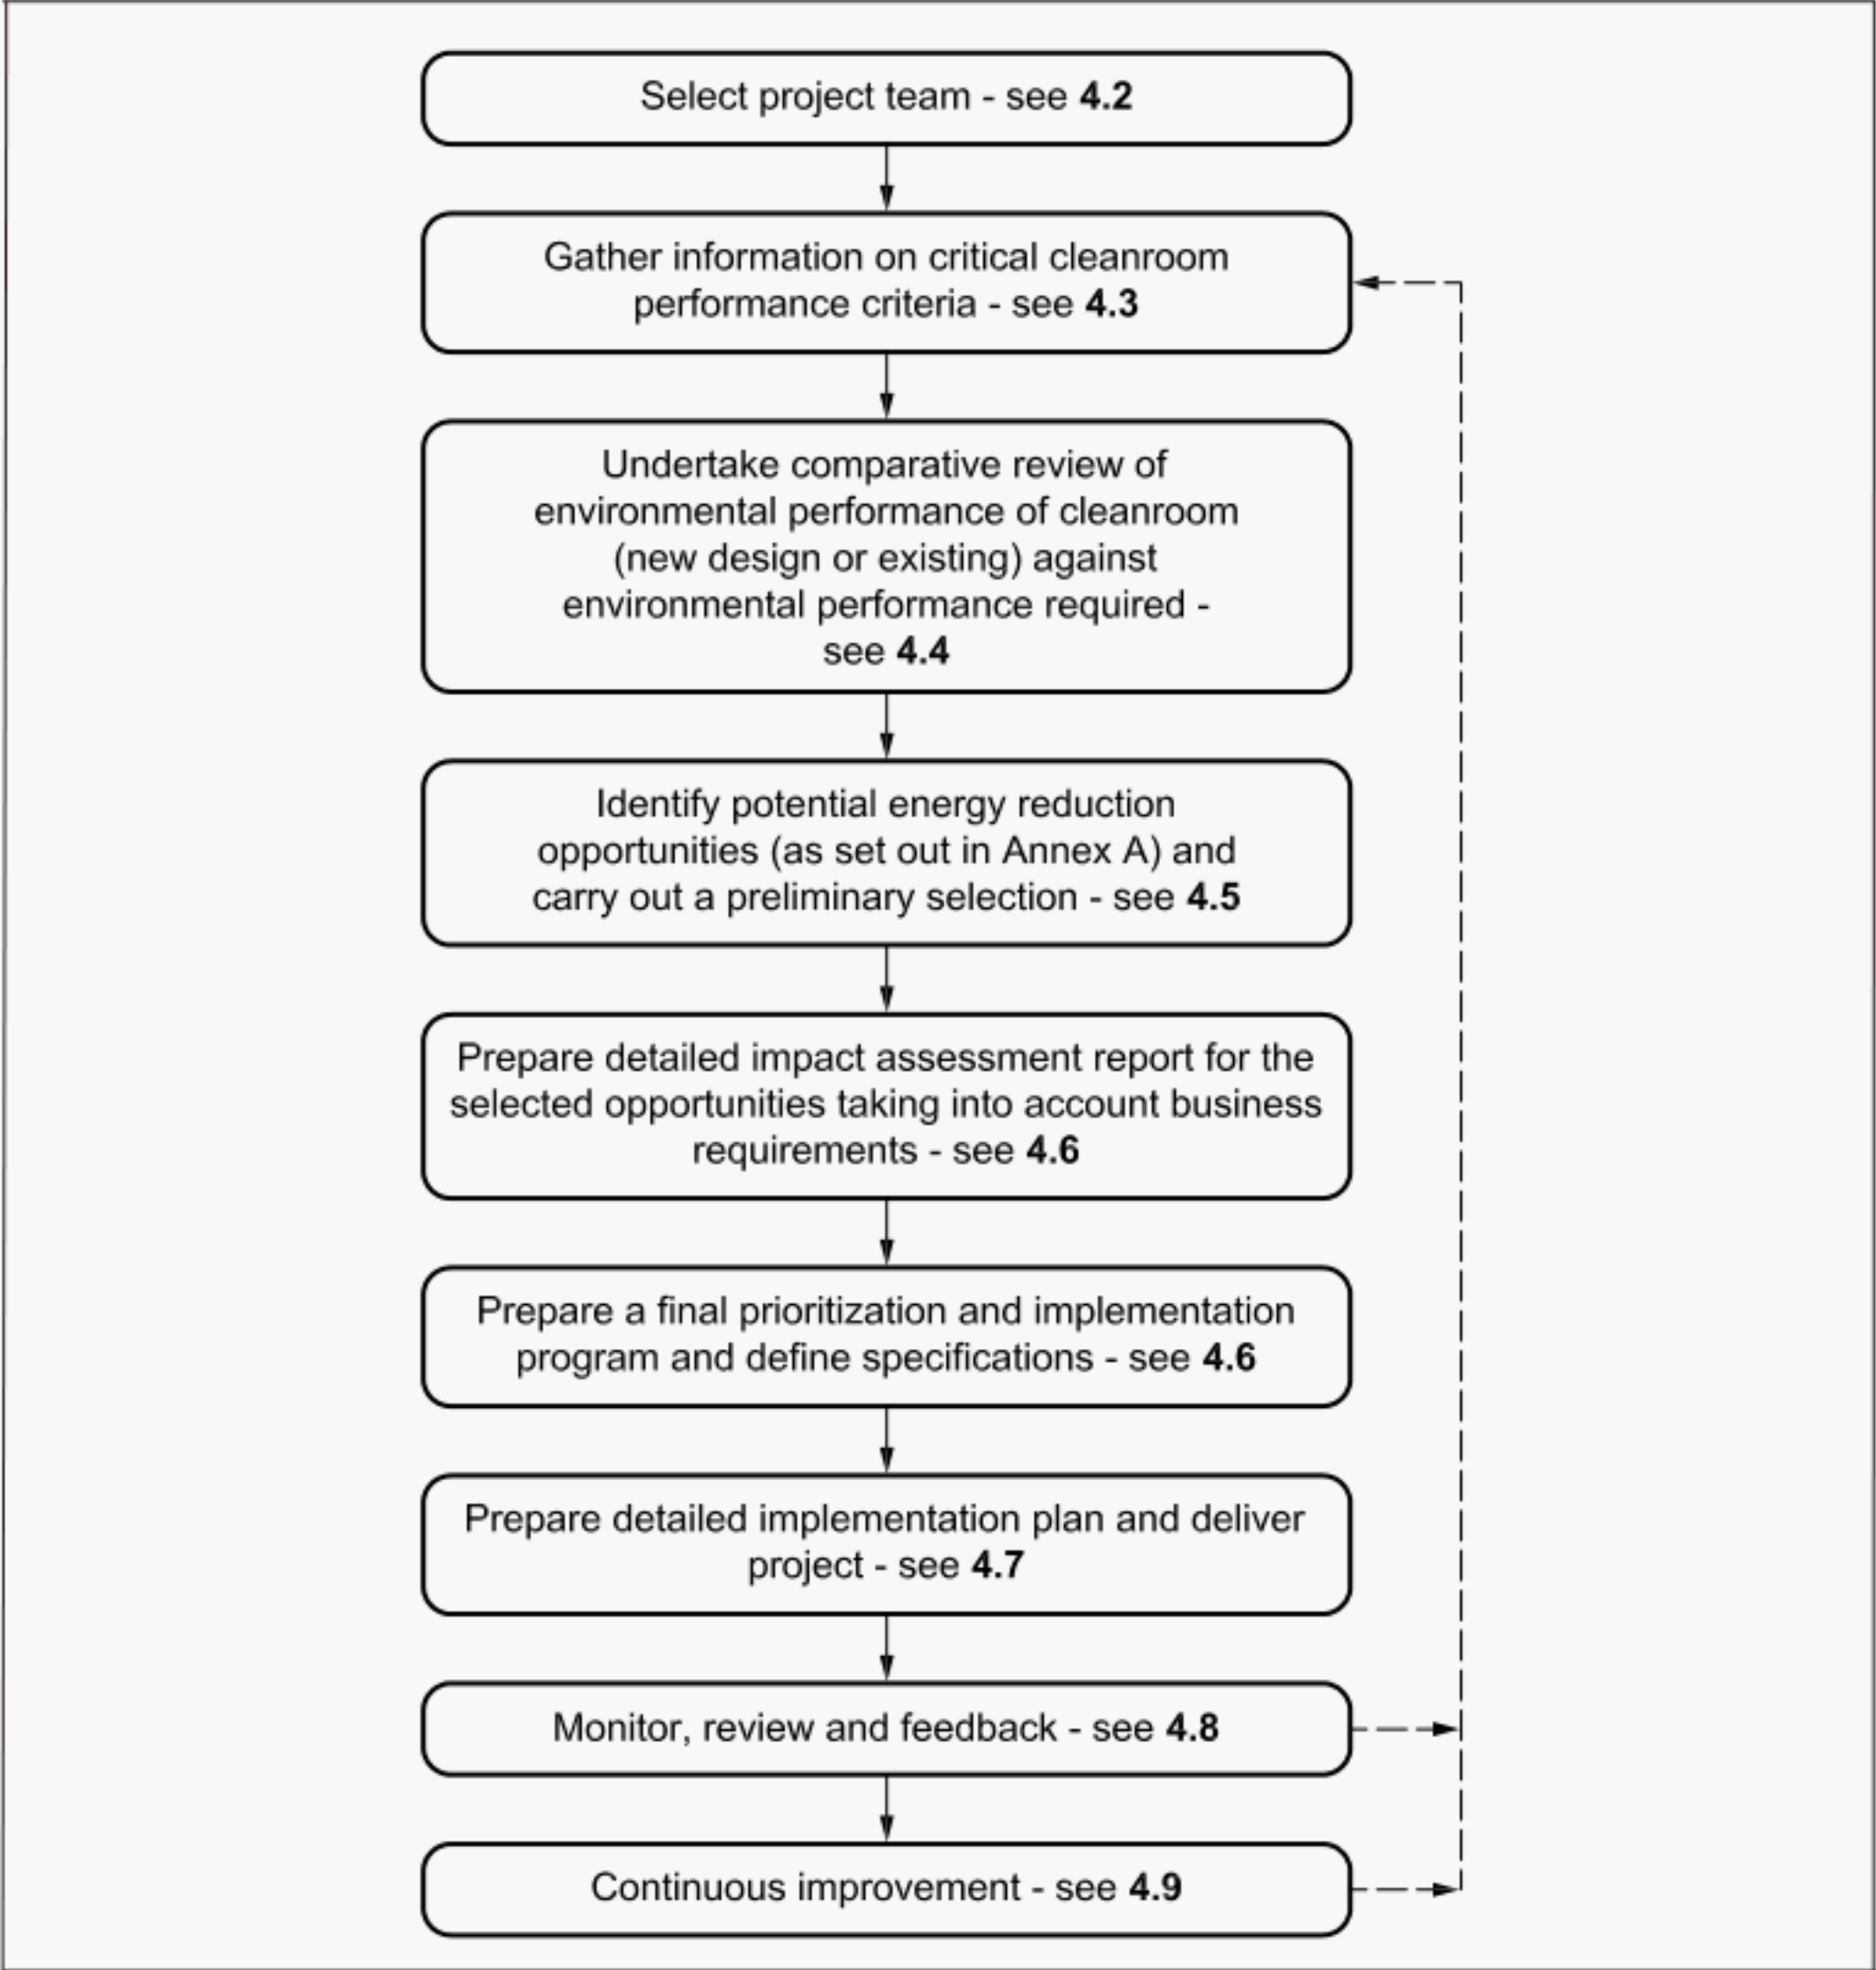 Select project team - see 4.2
Gather information on critical cleanroom
performance criteria - see 4.3
Undertake comparative review of
environmental performance of cleanroom
(new design or existing) against
environmental performance required -
see 4.4
Identify potential energy reduction
opportunities (as set out in Annex A) and
carry out a preliminary selection - see 4.5
Prepare detailed impact assessment report for the
selected opportunities taking into account business
requirements - see 4.6
Prepare a final prioritization and implementation
program and define specifications - see 4.6
Prepare detailed implementation plan and deliver
project - see 4.7
Monitor, review and feedback - see 4.8
Continuous improvement - see 4.9